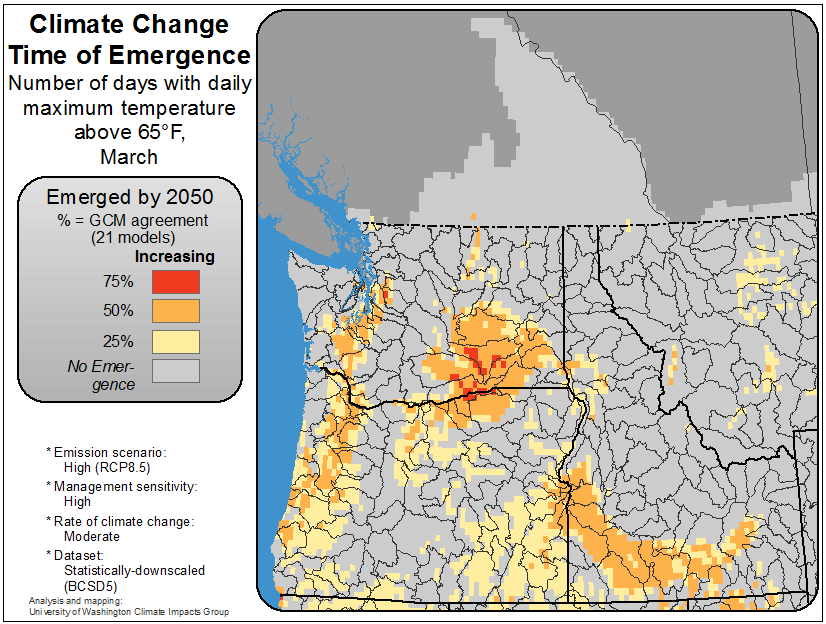 Climate Change
Time of Emergence
Number of days with daily
maximum temperature
above 65°F,
March
Emerged by 2050
% = GCM agreement
(21 models)
Increasing
75%
50%
25%
No Emer-
gence
* Emission scenario:
High (RCP8.5)
* Management sensitivity:
High
* Rate of climate change:
Moderate
* Dataset:
Statistically-downscaled
(BCSD5)
Analysis and mapping:
University of Washington Climate Impacts Group